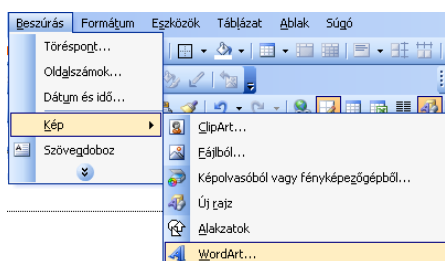 Beszúrás Formátum Eszközök Táblázat Ablak Súgó
Töréspont...
Oldalszámok...
Dátum és idő...
Kép
Szövegdoboz
ClipArt...
Fájlból...
Képolvasóból vagy fényképezőgépből...
Új rajz
Alakzatok
WordArt...